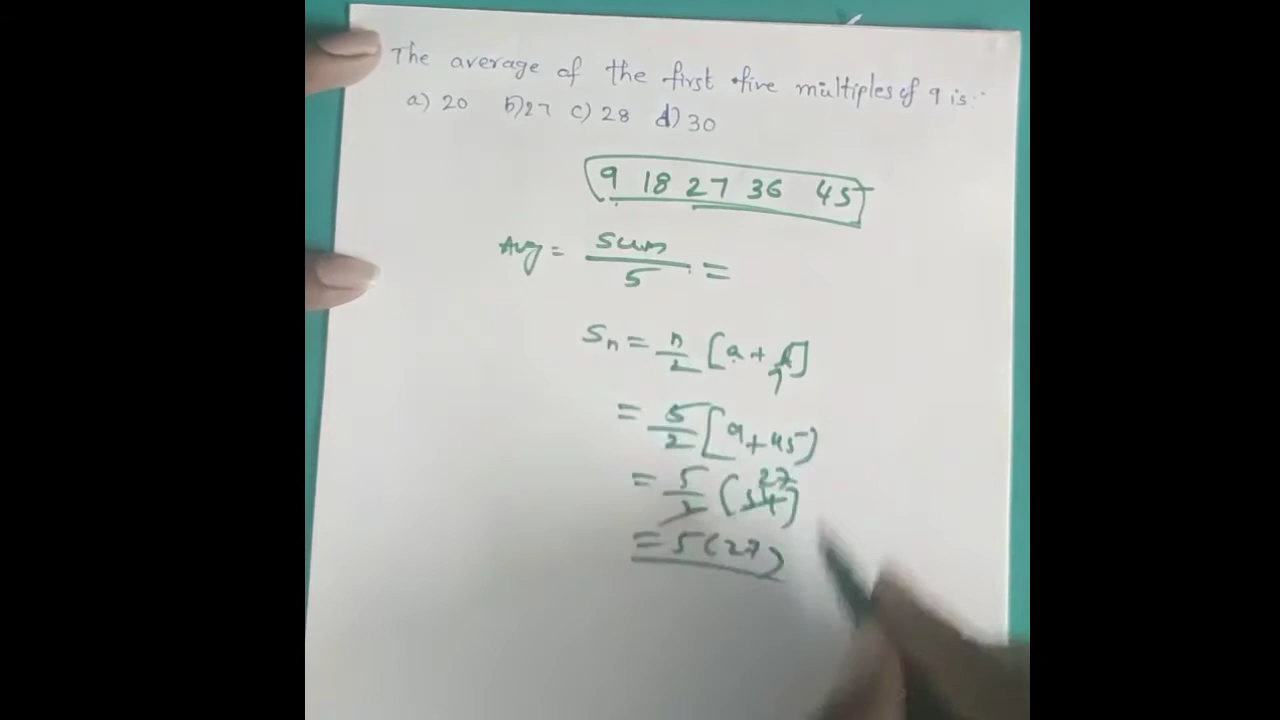 The average of the first five multiples of 9 is:
a) 20 b) 27 c) 28 d) 30
9 18 27 36 45
Avg = sum/5 =
Sn = n/2 [a + l]
= 5/2 [9+45)
= 5/2 (54) 27
= 5(27)